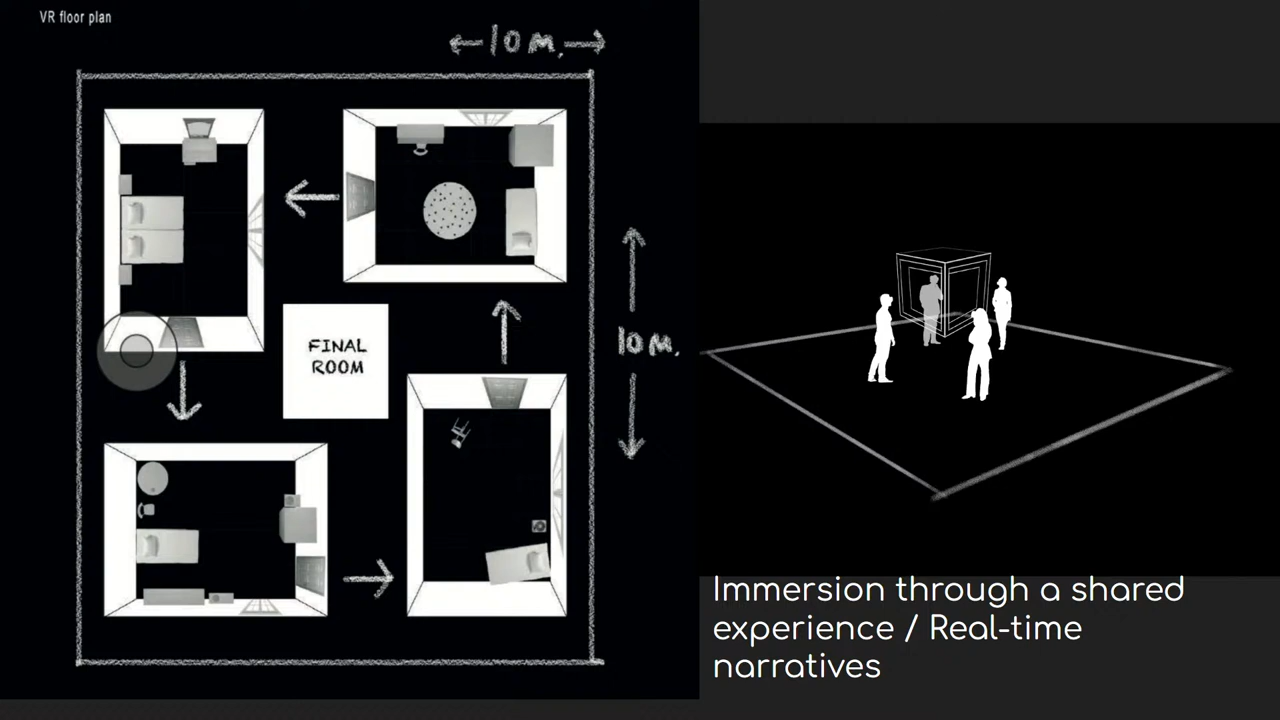 VR floor plan
10 M.
10 M.
FINAL
ROOM
Immersion through a shared
experience / Real-time
narratives